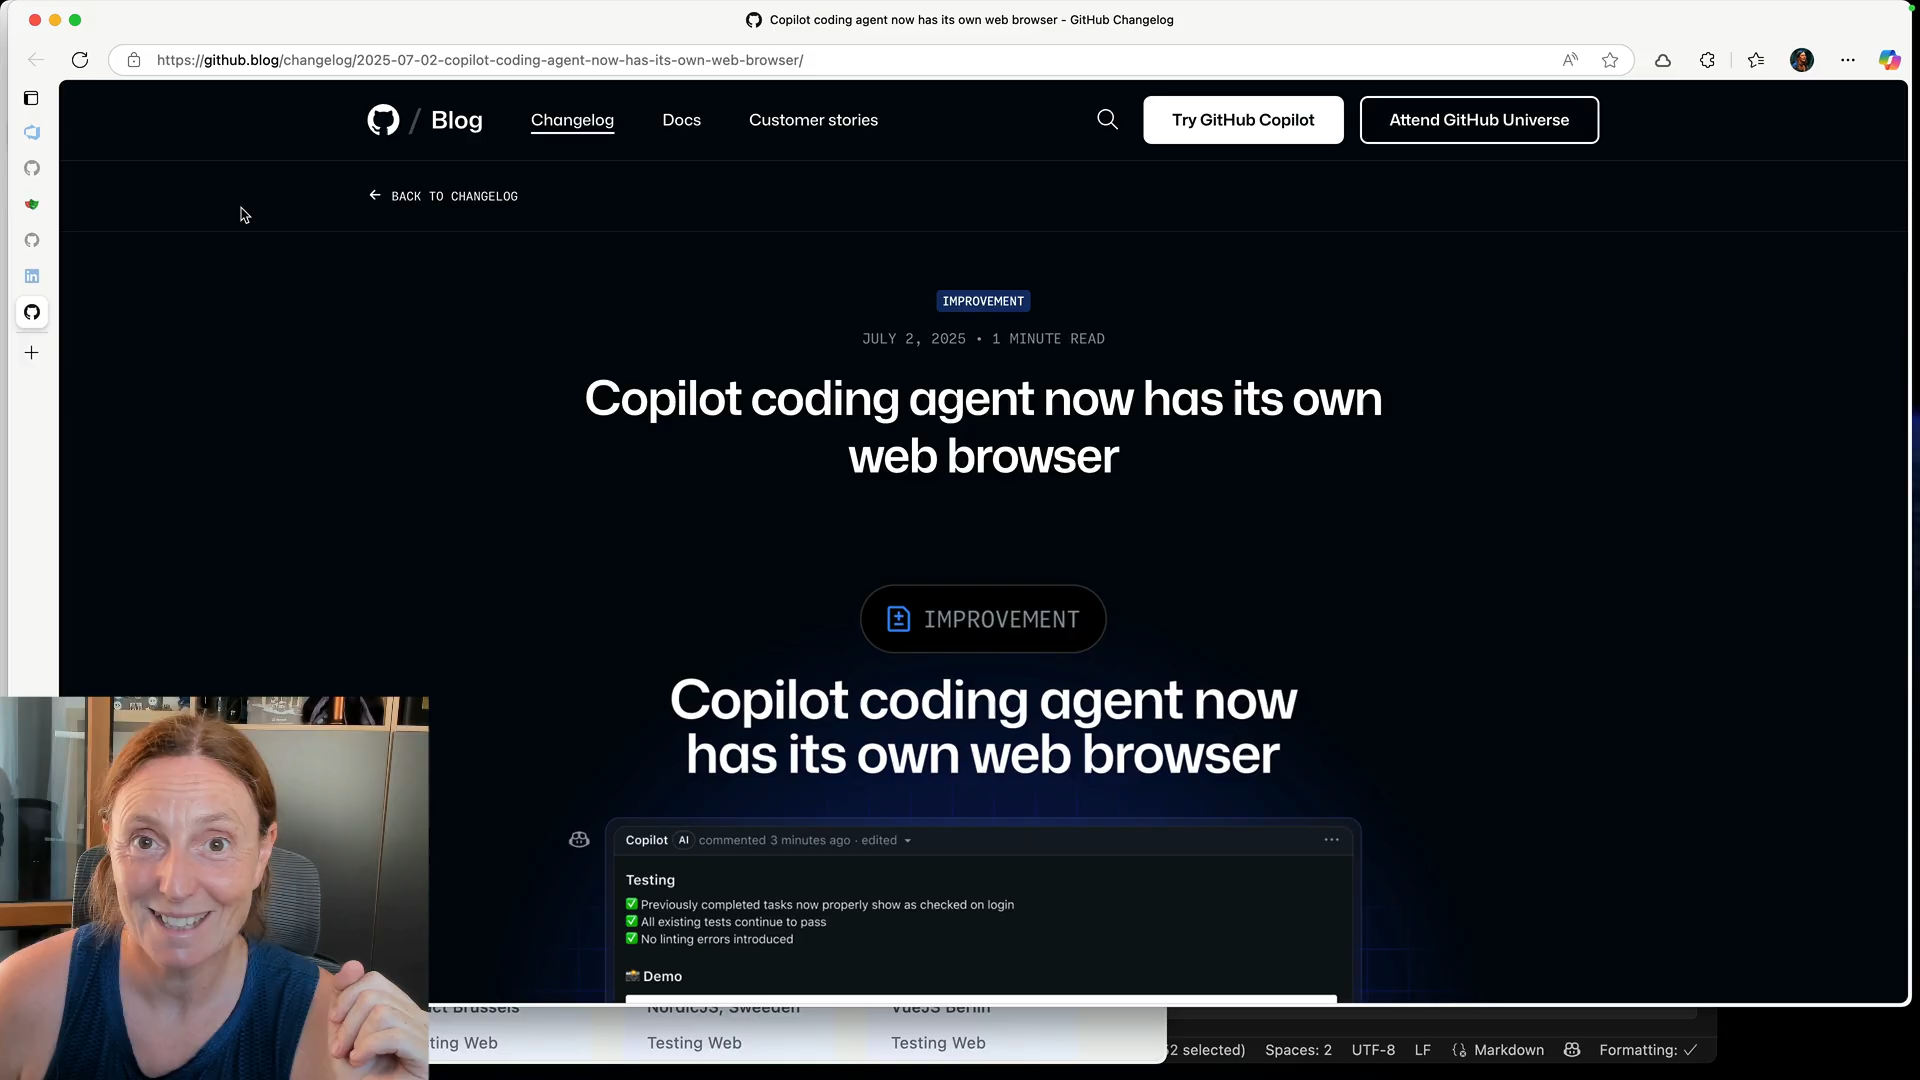 Copilot coding agent now has its own web browser - GitHub Changelog
https://github.blog/changelog/2025-07-02-copilot-coding-agent-now-has-its-own-web-browser/
/ Blog Changelog Docs Customer stories Try GitHub Copilot Attend GitHub Universe
← BACK TO CHANGELOG
IMPROVEMENT
JULY 2, 2025 • 1 MINUTE READ
Copilot coding agent now has its own
web browser
IMPROVEMENT
Copilot coding agent now
has its own web browser
Copilot AI commented 3 minutes ago · edited
Testing
✅ Previously completed tasks now properly show as checked on login
✅ All existing tests continue to pass
✅ No linting errors introduced
📸 Demo
Brussels NordicJS, Sweeden VueJS Berlin
ting Web Testing Web Testing Web
2 selected) Spaces: 2 UTF-8 LF Markdown Formatting: ✓